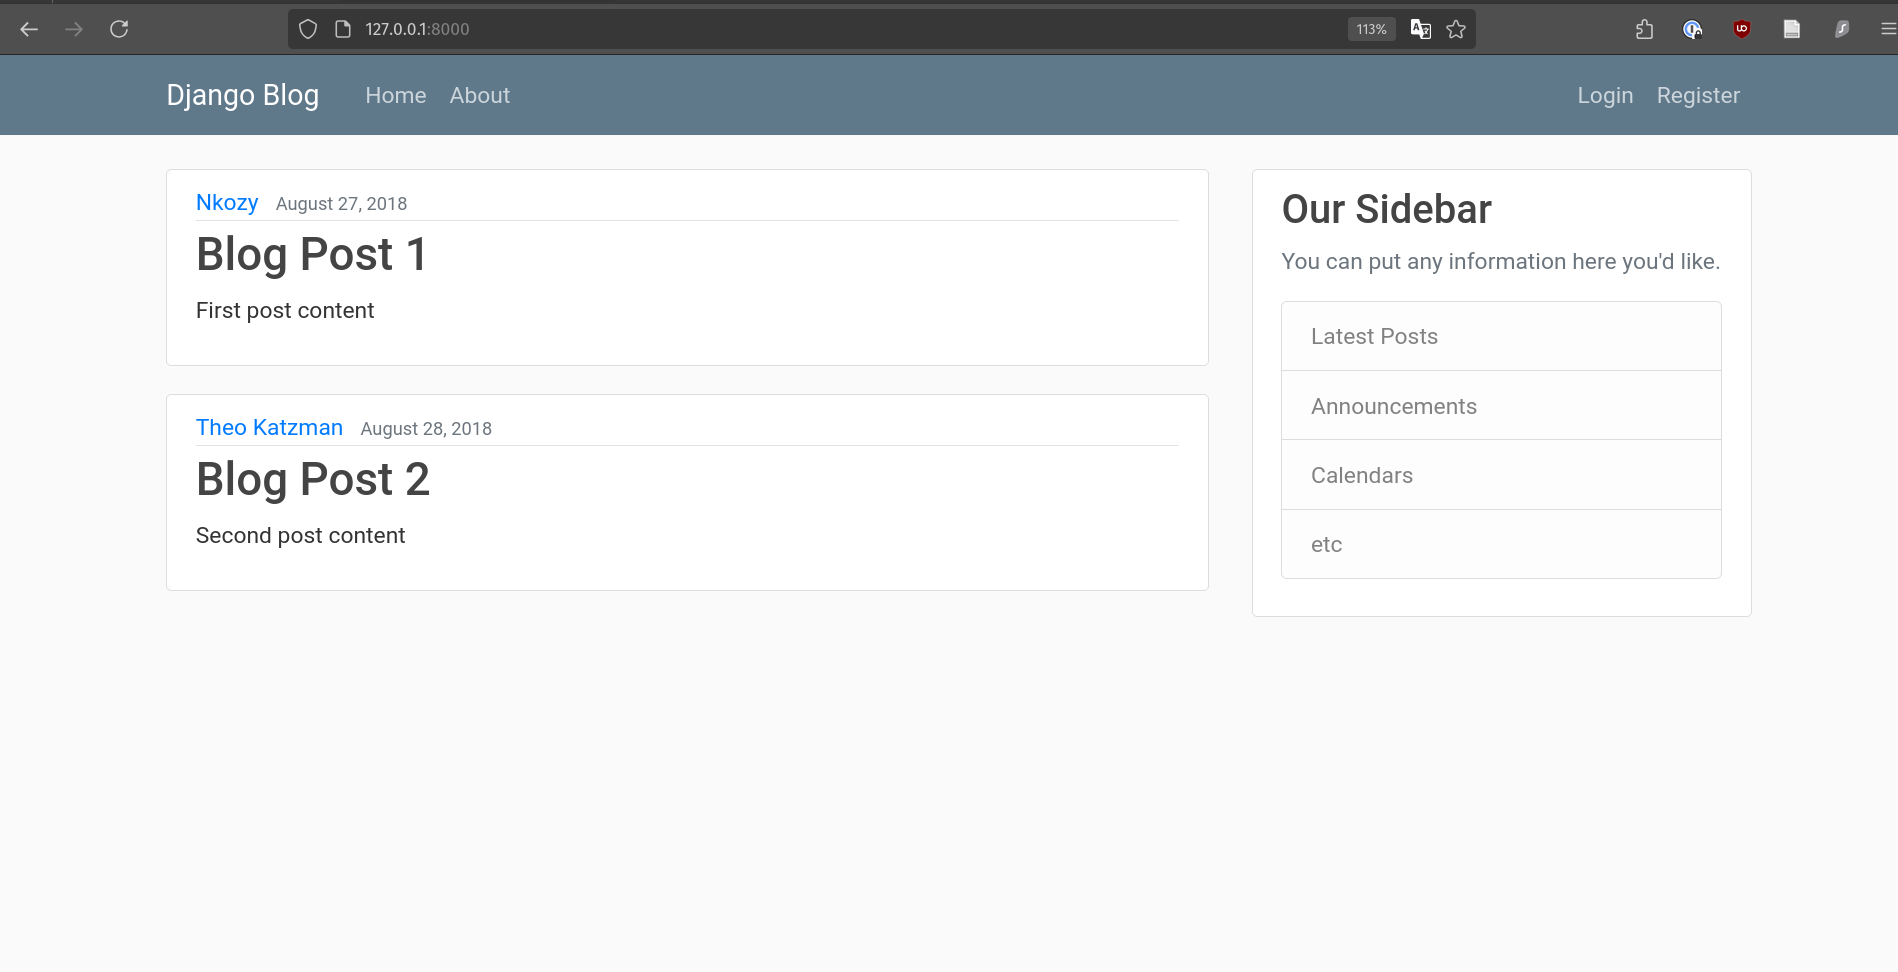 127.0.0.1:8000
113%
Django Blog Home About Login Register
Nkozy August 27, 2018
Blog Post 1
First post content
Theo Katzman August 28, 2018
Blog Post 2
Second post content
Our Sidebar
You can put any information here you'd like.
Latest Posts
Announcements
Calendars
etc